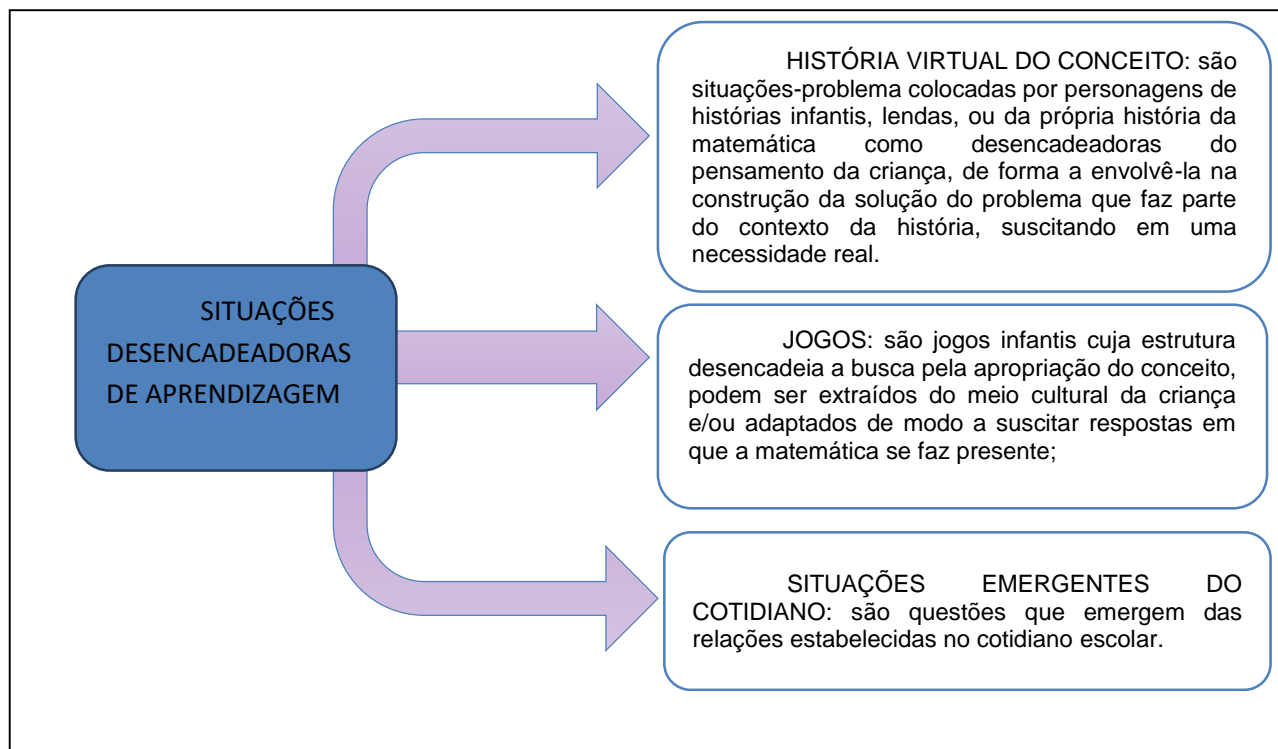 HISTÓRIA VIRTUAL DO CONCEITO: são
situações-problema colocadas por personagens de
histórias infantis, lendas, ou da própria história da
matemática como desencadeadoras do
pensamento da criança, de forma a envolvê-la na
construção da solução do problema que faz parte
do contexto da história, suscitando em uma
necessidade real.
SITUAÇÕES
DESENCADEADORAS
DE APRENDIZAGEM
JOGOS: são jogos infantis cuja estrutura
desencadeia a busca pela apropriação do conceito,
podem ser extraídos do meio cultural da criança
e/ou adaptados de modo a suscitar respostas em
que a matemática se faz presente;
SITUAÇÕES EMERGENTES DO
COTIDIANO: são questões que emergem das
relações estabelecidas no cotidiano escolar.